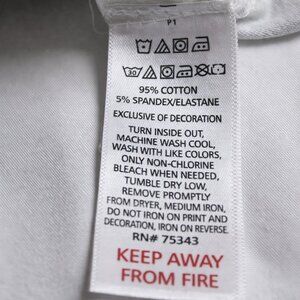 P1
30
95% COTTON
5% SPANDEX/ELASTANE
EXCLUSIVE OF DECORATION
TURN INSIDE OUT,
MACHINE WASH COOL,
WASH WITH LIKE COLORS,
ONLY NON-CHLORINE
BLEACH WHEN NEEDED,
TUMBLE DRY LOW,
REMOVE PROMPTLY
FROM DRYER, MEDIUM IRON,
DO NOT IRON ON PRINT AND
DECORATION, IRON ON REVERSE
RN# 75343
KEEP AWAY
FROM FIRE